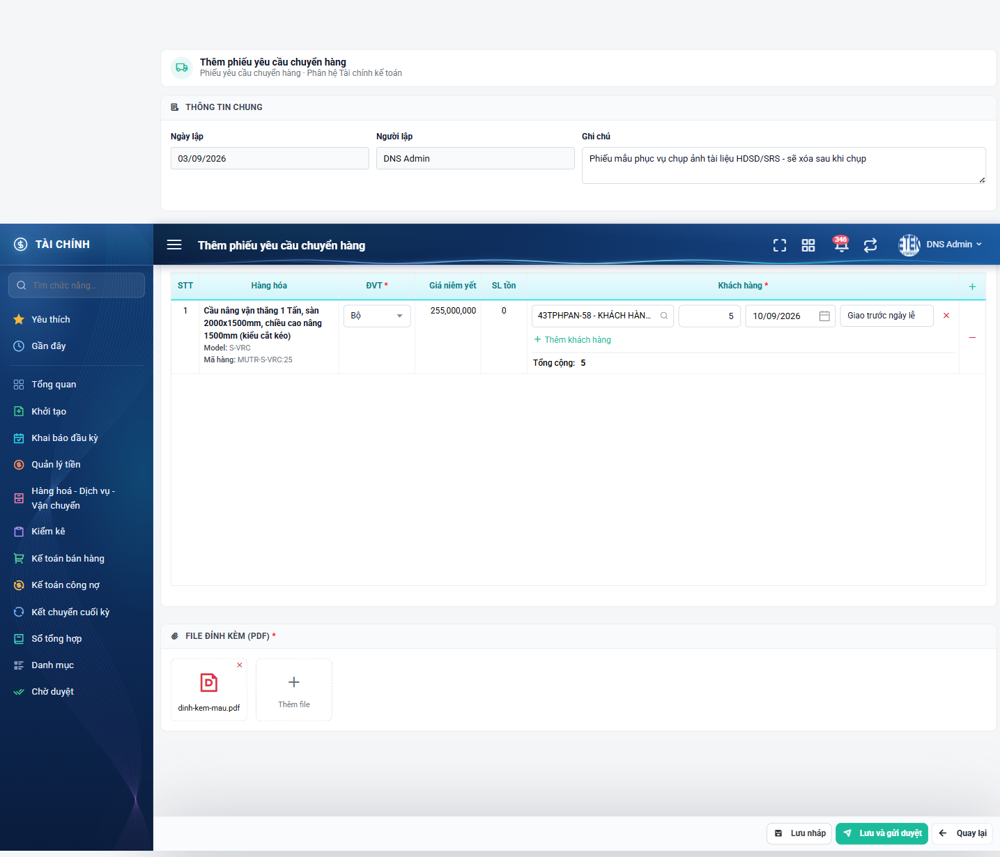 Thêm phiếu yêu cầu chuyển hàng
Phiếu yêu cầu chuyển hàng · Phân hệ Tài chính kế toán
THÔNG TIN CHUNG
Ngày lập
Người lập
Ghi chú
03/09/2026
DNS Admin
Phiếu mẫu phục vụ chụp ảnh tài liệu HDSD/SRS - sẽ xóa sau khi chụp
TÀI CHÍNH
Thêm phiếu yêu cầu chuyển hàng
346
DNS Admin
Tìm chức năng...
Yêu thích
Gần đây
Tổng quan
Khởi tạo
Khai báo đầu kỳ
Quản lý tiền
Hàng hoá - Dịch vụ -
Vận chuyển
Kiểm kê
Kế toán bán hàng
Kế toán công nợ
Kết chuyển cuối kỳ
Sổ tổng hợp
Danh mục
Chờ duyệt
STT
Hàng hóa
ĐVT *
Giá niêm yết
SL tồn
Khách hàng *
1
Cầu nâng vận thăng 1 Tấn, sàn
2000x1500mm, chiều cao nâng
1500mm (kiểu cắt kéo)
Model: S-VRC
Mã hàng: MUTR-S-VRC:25
Bộ
255,000,000
0
43TPHPAN-58 - KHÁCH HÀN...
5
10/09/2026
Giao trước ngày lễ
+ Thêm khách hàng
Tổng cộng: 5
FILE ĐÍNH KÈM (PDF) *
dinh-kem-mau.pdf
Thêm file
Lưu nháp
Lưu và gửi duyệt
Quay lại